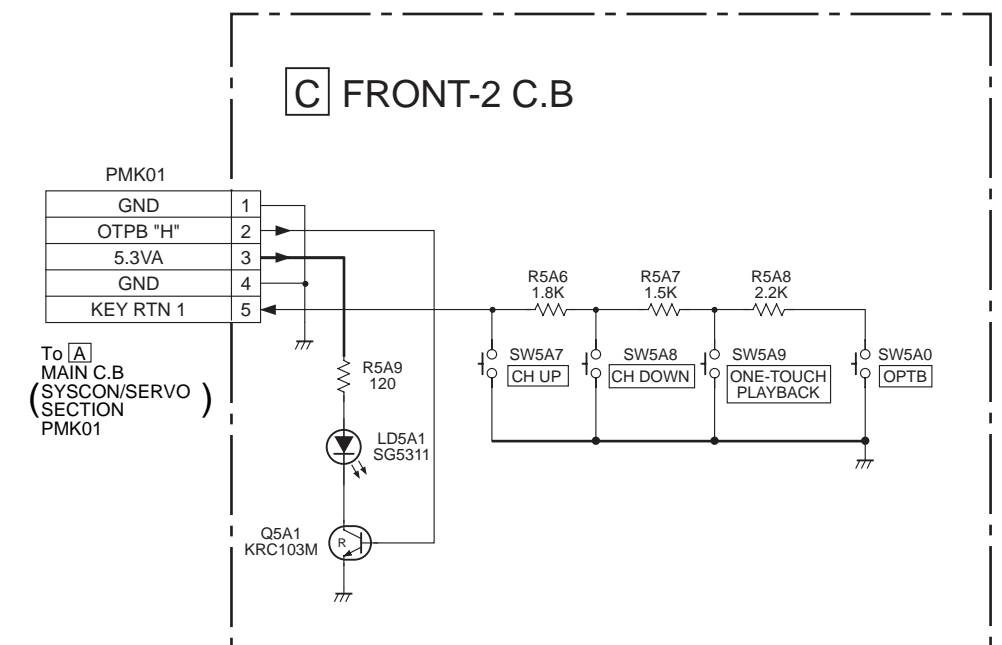 C FRONT-2 C.B
PMK01
GND 1
OTPB "H" 2
5.3VA 3
GND 4
KEY RTN 1 5
To A
MAIN C.B
(SYSCON/SERVO)
SECTION
PMK01
R5A6
1.8K
R5A7
1.5K
R5A8
2.2K
SW5A7
CH UP
SW5A8
CH DOWN
SW5A9
ONE-TOUCH
PLAYBACK
SW5A0
OPTB
R5A9
120
LD5A1
SG5311
Q5A1
KRC103M
R